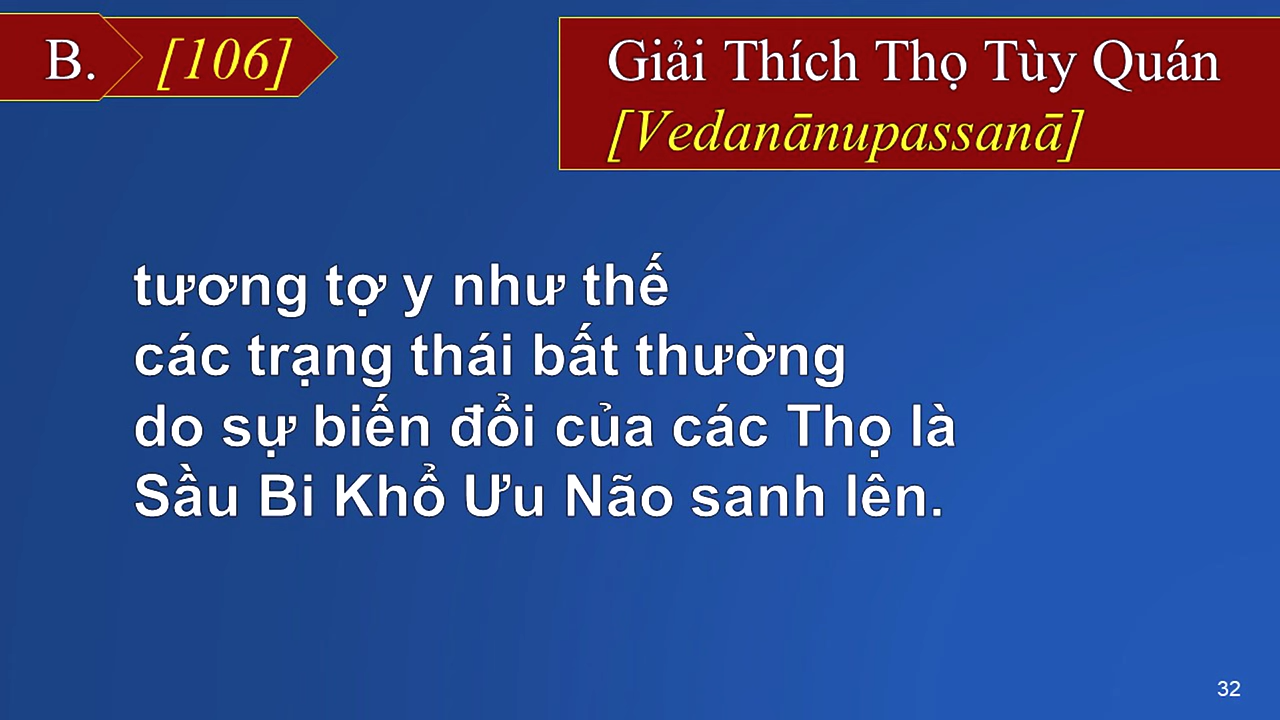 B.
[106]
Giải Thích Thọ Tùy Quán
[Vedanānupassanā]
tương tợ y như thế
các trạng thái bất thường
do sự biến đổi của các Thọ là
Sầu Bi Khổ Ưu Não sanh lên.
32